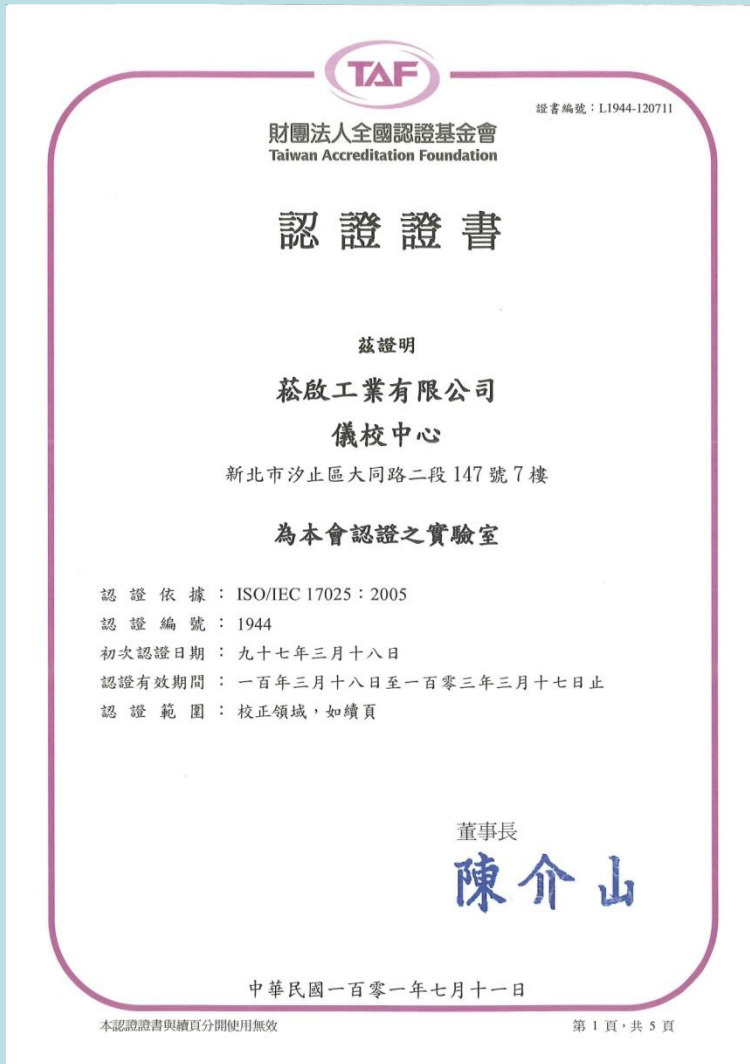 TAF
證書編號：L1944-120711
財團法人全國認證基金會
Taiwan Accreditation Foundation
認證證書
茲證明
菘啟工業有限公司
儀校中心
新北市汐止區大同路二段 147 號 7 樓
為本會認證之實驗室
認證依據：ISO/IEC 17025：2005
認證編號：1944
初次認證日期：九十七年三月十八日
認證有效期間：一百年三月十八日至一百零三年三月十七日止
認證範圍：校正領域，如續頁
董事長
陳介山
中華民國一百零一年七月十一日
本認證證書與續頁分開使用無效
第 1 頁，共 5 頁